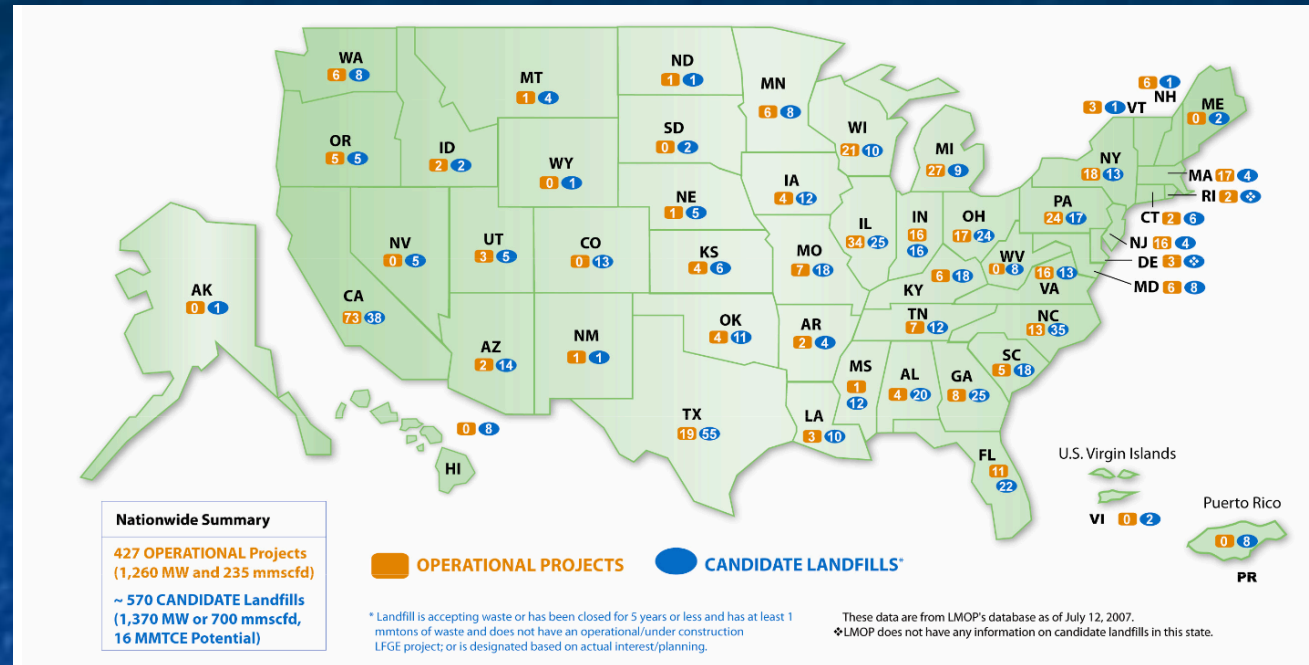 WA
6 8
MT
1 4
ND
1 1
MN
6 8
6 1
NH
3 1 VT
ME
0 2
OR
5 5
ID
2 2
WY
0 1
SD
0 2
WI
21 10
MI
27 9
NY
18 13
MA 17 4
RI 2 ❖
CT 2 6
NJ 16 4
DE 3 ❖
MD 6 8
NV
0 5
UT
3 5
CO
0 13
NE
1 5
IA
4 12
IL
34 25
IN
16
16
OH
17 24
PA
24 17
WV
0 8
16 13
VA
KS
4 6
MO
7 18
6 18
KY
AK
0 1
CA
73 38
AZ
2 14
NM
1 1
OK
4 11
AR
2 4
TN
7 12
NC
13 35
SC
5 18
MS
1
12
AL
4 20
GA
8 25
TX
19 55
LA
3 10
FL
11
22
0 8
HI
U.S. Virgin Islands
VI 0 2
Puerto Rico
0 8
PR
Nationwide Summary
427 OPERATIONAL Projects
(1,260 MW and 235 mmscfd)
~ 570 CANDIDATE Landfills
(1,370 MW or 700 mmscfd,
16 MMTCE Potential)
OPERATIONAL PROJECTS
CANDIDATE LANDFILLS*
* Landfill is accepting waste or has been closed for 5 years or less and has at least 1
mmtons of waste and does not have an operational/under construction
LFGE project; or is designated based on actual interest/planning.
These data are from LMOP's database as of July 12, 2007.
❖LMOP does not have any information on candidate landfills in this state.